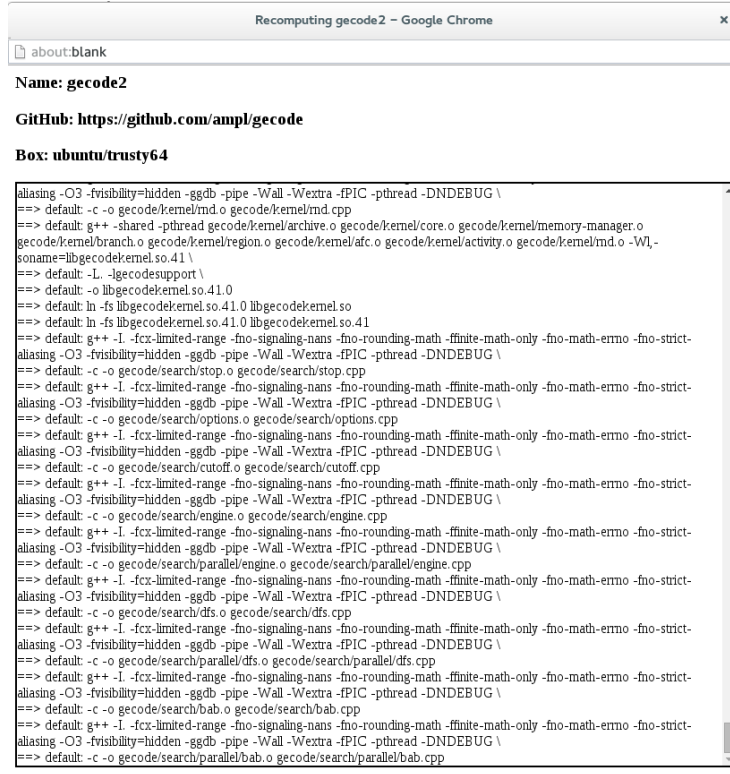 Recomputing gecode2 – Google Chrome
about:blank
Name: gecode2
GitHub: https://github.com/ampl/gecode
Box: ubuntu/trusty64
aliasing -O3 -fvisibility=hidden -ggdb -pipe -Wall -Wextra -fPIC -pthread -DNDEBUG \
==> default: -c -o gecode/kernel/rnd.o gecode/kernel/rnd.cpp
==> default: g++ -shared -pthread gecode/kernel/archive.o gecode/kernel/core.o gecode/kernel/memory-manager.o
gecode/kernel/branch.o gecode/kernel/region.o gecode/kernel/afc.o gecode/kernel/activity.o gecode/kernel/rnd.o -Wl,-
soname=libgecodekernel.so.41 \
==> default: -L. -lgecodesupport \
==> default: -o libgecodekernel.so.41.0
==> default: ln -fs libgecodekernel.so.41.0 libgecodekernel.so
==> default: ln -fs libgecodekernel.so.41.0 libgecodekernel.so.41
==> default: g++ -I. -fcx-limited-range -fno-signaling-nans -fno-rounding-math -ffinite-math-only -fno-math-errno -fno-strict-
aliasing -O3 -fvisibility=hidden -ggdb -pipe -Wall -Wextra -fPIC -pthread -DNDEBUG \
==> default: -c -o gecode/search/stop.o gecode/search/stop.cpp
==> default: g++ -I. -fcx-limited-range -fno-signaling-nans -fno-rounding-math -ffinite-math-only -fno-math-errno -fno-strict-
aliasing -O3 -fvisibility=hidden -ggdb -pipe -Wall -Wextra -fPIC -pthread -DNDEBUG \
==> default: -c -o gecode/search/options.o gecode/search/options.cpp
==> default: g++ -I. -fcx-limited-range -fno-signaling-nans -fno-rounding-math -ffinite-math-only -fno-math-errno -fno-strict-
aliasing -O3 -fvisibility=hidden -ggdb -pipe -Wall -Wextra -fPIC -pthread -DNDEBUG \
==> default: -c -o gecode/search/cutoff.o gecode/search/cutoff.cpp
==> default: g++ -I. -fcx-limited-range -fno-signaling-nans -fno-rounding-math -ffinite-math-only -fno-math-errno -fno-strict-
aliasing -O3 -fvisibility=hidden -ggdb -pipe -Wall -Wextra -fPIC -pthread -DNDEBUG \
==> default: -c -o gecode/search/engine.o gecode/search/engine.cpp
==> default: g++ -I. -fcx-limited-range -fno-signaling-nans -fno-rounding-math -ffinite-math-only -fno-math-errno -fno-strict-
aliasing -O3 -fvisibility=hidden -ggdb -pipe -Wall -Wextra -fPIC -pthread -DNDEBUG \
==> default: -c -o gecode/search/parallel/engine.o gecode/search/parallel/engine.cpp
==> default: g++ -I. -fcx-limited-range -fno-signaling-nans -fno-rounding-math -ffinite-math-only -fno-math-errno -fno-strict-
aliasing -O3 -fvisibility=hidden -ggdb -pipe -Wall -Wextra -fPIC -pthread -DNDEBUG \
==> default: -c -o gecode/search/dfs.o gecode/search/dfs.cpp
==> default: g++ -I. -fcx-limited-range -fno-signaling-nans -fno-rounding-math -ffinite-math-only -fno-math-errno -fno-strict-
aliasing -O3 -fvisibility=hidden -ggdb -pipe -Wall -Wextra -fPIC -pthread -DNDEBUG \
==> default: -c -o gecode/search/parallel/dfs.o gecode/search/parallel/dfs.cpp
==> default: g++ -I. -fcx-limited-range -fno-signaling-nans -fno-rounding-math -ffinite-math-only -fno-math-errno -fno-strict-
aliasing -O3 -fvisibility=hidden -ggdb -pipe -Wall -Wextra -fPIC -pthread -DNDEBUG \
==> default: -c -o gecode/search/bab.o gecode/search/bab.cpp
==> default: g++ -I. -fcx-limited-range -fno-signaling-nans -fno-rounding-math -ffinite-math-only -fno-math-errno -fno-strict-
aliasing -O3 -fvisibility=hidden -ggdb -pipe -Wall -Wextra -fPIC -pthread -DNDEBUG \
==> default: -c -o gecode/search/parallel/bab.o gecode/search/parallel/bab.cpp